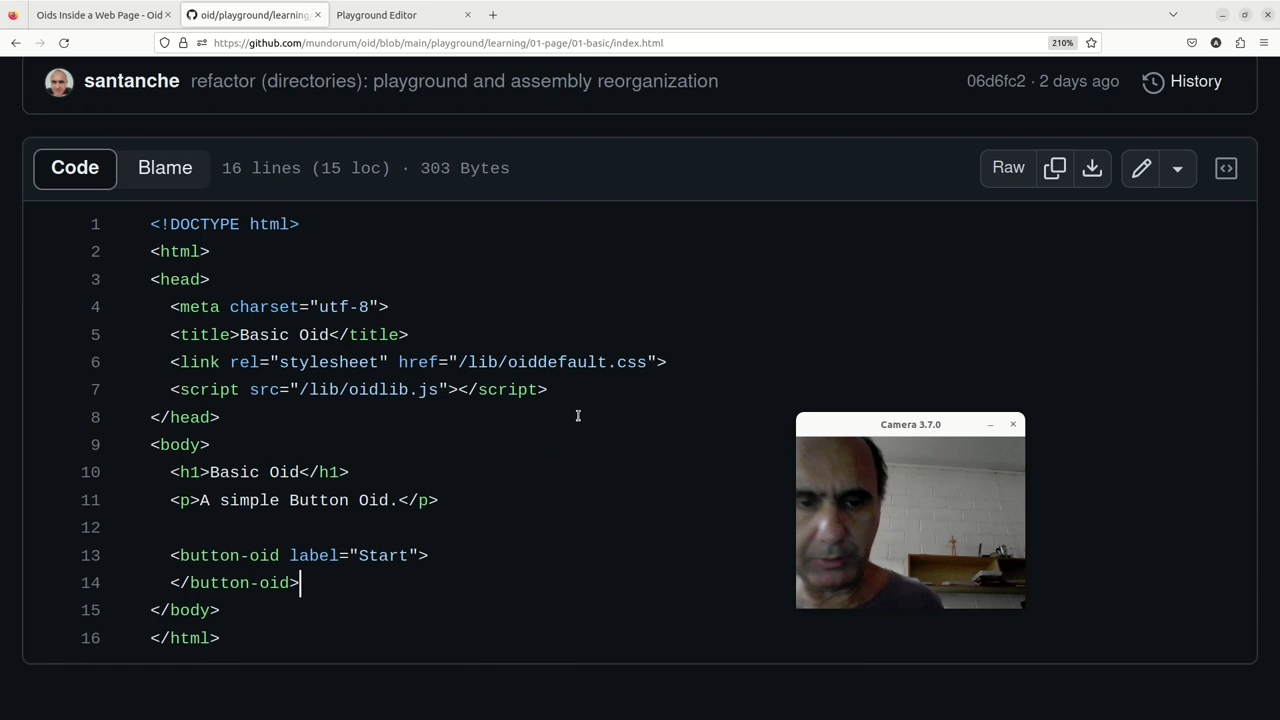 Oids Inside a Web Page - Oid
oid/playground/learning/
Playground Editor
https://github.com/mundorum/oid/blob/main/playground/learning/01-page/01-basic/index.html
210%
santanche refactor (directories): playground and assembly reorganization 06d6fc2 · 2 days ago History
Code Blame 16 lines (15 loc) · 303 Bytes Raw
1 <!DOCTYPE html>
2 <html>
3 <head>
4 <meta charset="utf-8">
5 <title>Basic Oid</title>
6 <link rel="stylesheet" href="/lib/oiddefault.css">
7 <script src="/lib/oidlib.js"></script>
8 </head>
9 <body>
10 <h1>Basic Oid</h1>
11 <p>A simple Button Oid.</p>
12
13 <button-oid label="Start">
14 </button-oid>
15 </body>
16 </html>
Camera 3.7.0